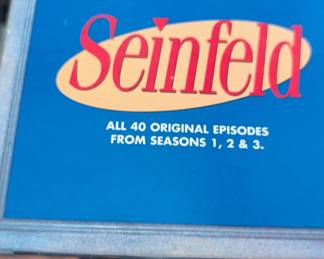 Seinfeld
ALL 40 ORIGINAL EPISODES
FROM SEASONS 1, 2 & 3.